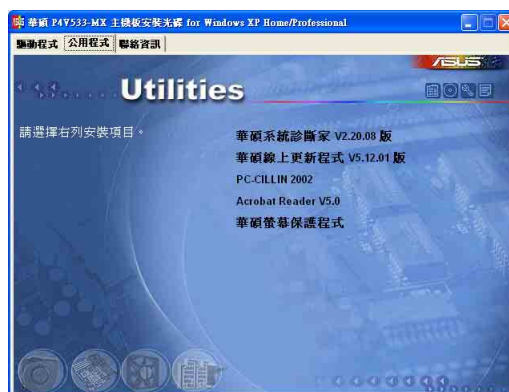 華碩 P4V533-MX 主機板安裝光碟 for Windows XP Home/Professional
驅動程式 公用程式 聯絡資訊
ASUS
Utilities
請選擇右列安裝項目。
華碩系統診斷家 V2.20.08 版
華碩線上更新程式 V5.12.01 版
PC-CILLIN 2002
Acrobat Reader V5.0
華碩螢幕保護程式